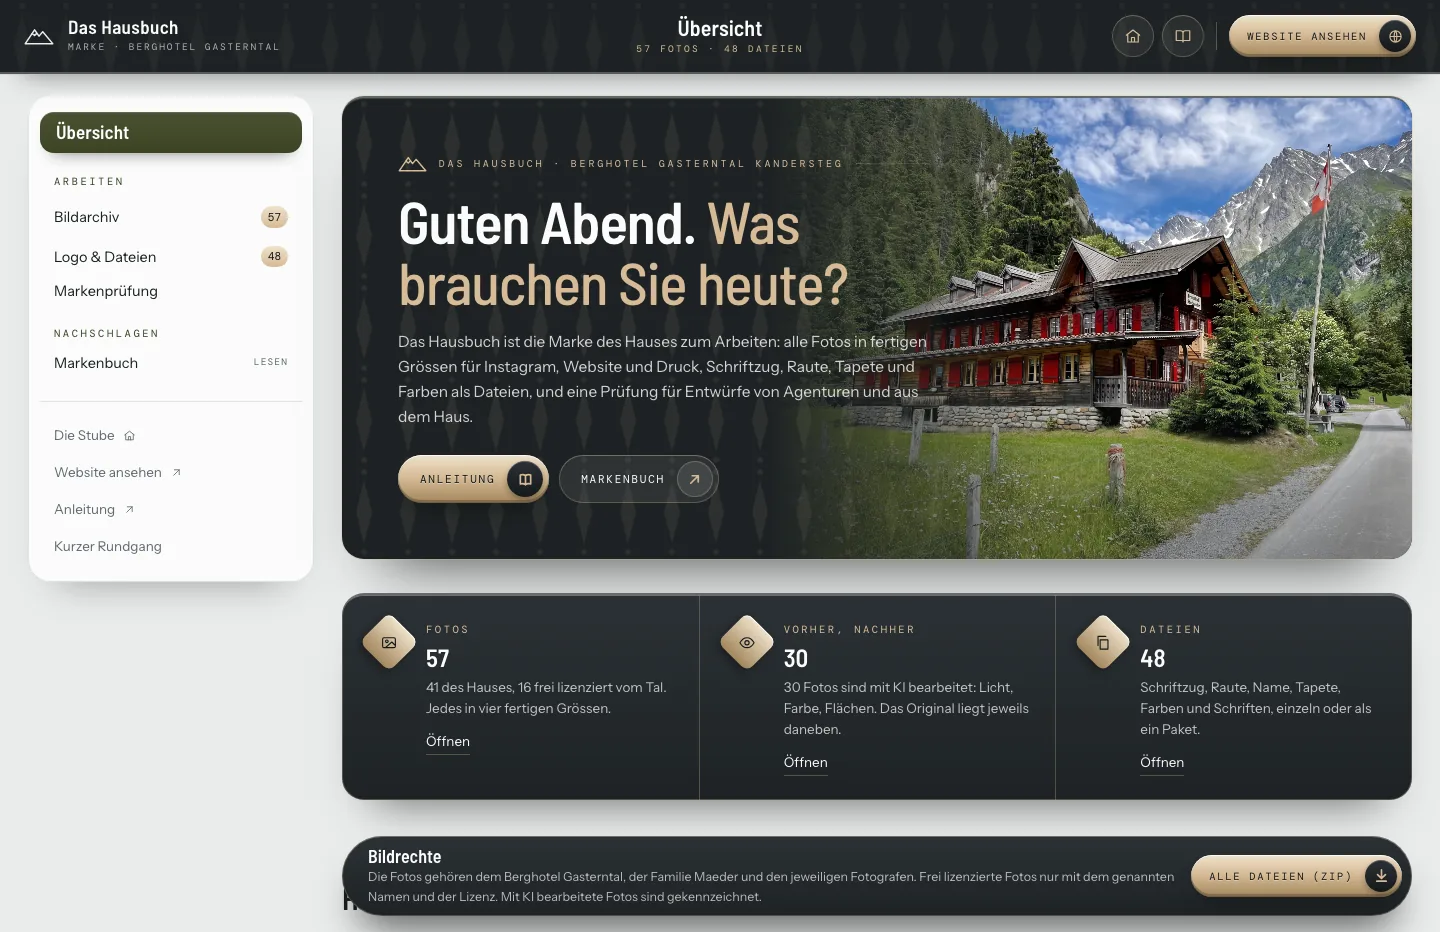 Das Hausbuch
MARKE · BERGHOTEL GASTERNTAL
Übersicht
57 FOTOS · 48 DATEIEN
WEBSITE ANSEHEN
Übersicht
ARBEITEN
Bildarchiv 57
Logo & Dateien 48
Markenprüfung
NACHSCHLAGEN
Markenbuch LESEN
Die Stube
Website ansehen
Anleitung
Kurzer Rundgang
DAS HAUSBUCH · BERGHOTEL GASTERNTAL KANDERSTEG
Guten Abend. Was
brauchen Sie heute?
Das Hausbuch ist die Marke des Hauses zum Arbeiten: alle Fotos in fertigen
Grössen für Instagram, Website und Druck, Schriftzug, Raute, Tapete und
Farben als Dateien, und eine Prüfung für Entwürfe von Agenturen und aus
dem Haus.
ANLEITUNG
MARKENBUCH
FOTOS
57
41 des Hauses, 16 frei lizenziert vom Tal.
Jedes in vier fertigen Grössen.
Öffnen
VORHER, NACHHER
30
30 Fotos sind mit KI bearbeitet: Licht,
Farbe, Flächen. Das Original liegt jeweils
daneben.
Öffnen
DATEIEN
48
Schriftzug, Raute, Name, Tapete,
Farben und Schriften, einzeln oder als
ein Paket.
Öffnen
Bildrechte
Die Fotos gehören dem Berghotel Gasterntal, der Familie Maeder und den jeweiligen Fotografen. Frei lizenzierte Fotos nur mit dem genannten
Namen und der Lizenz. Mit KI bearbeitete Fotos sind gekennzeichnet.
ALLE DATEIEN (ZIP)